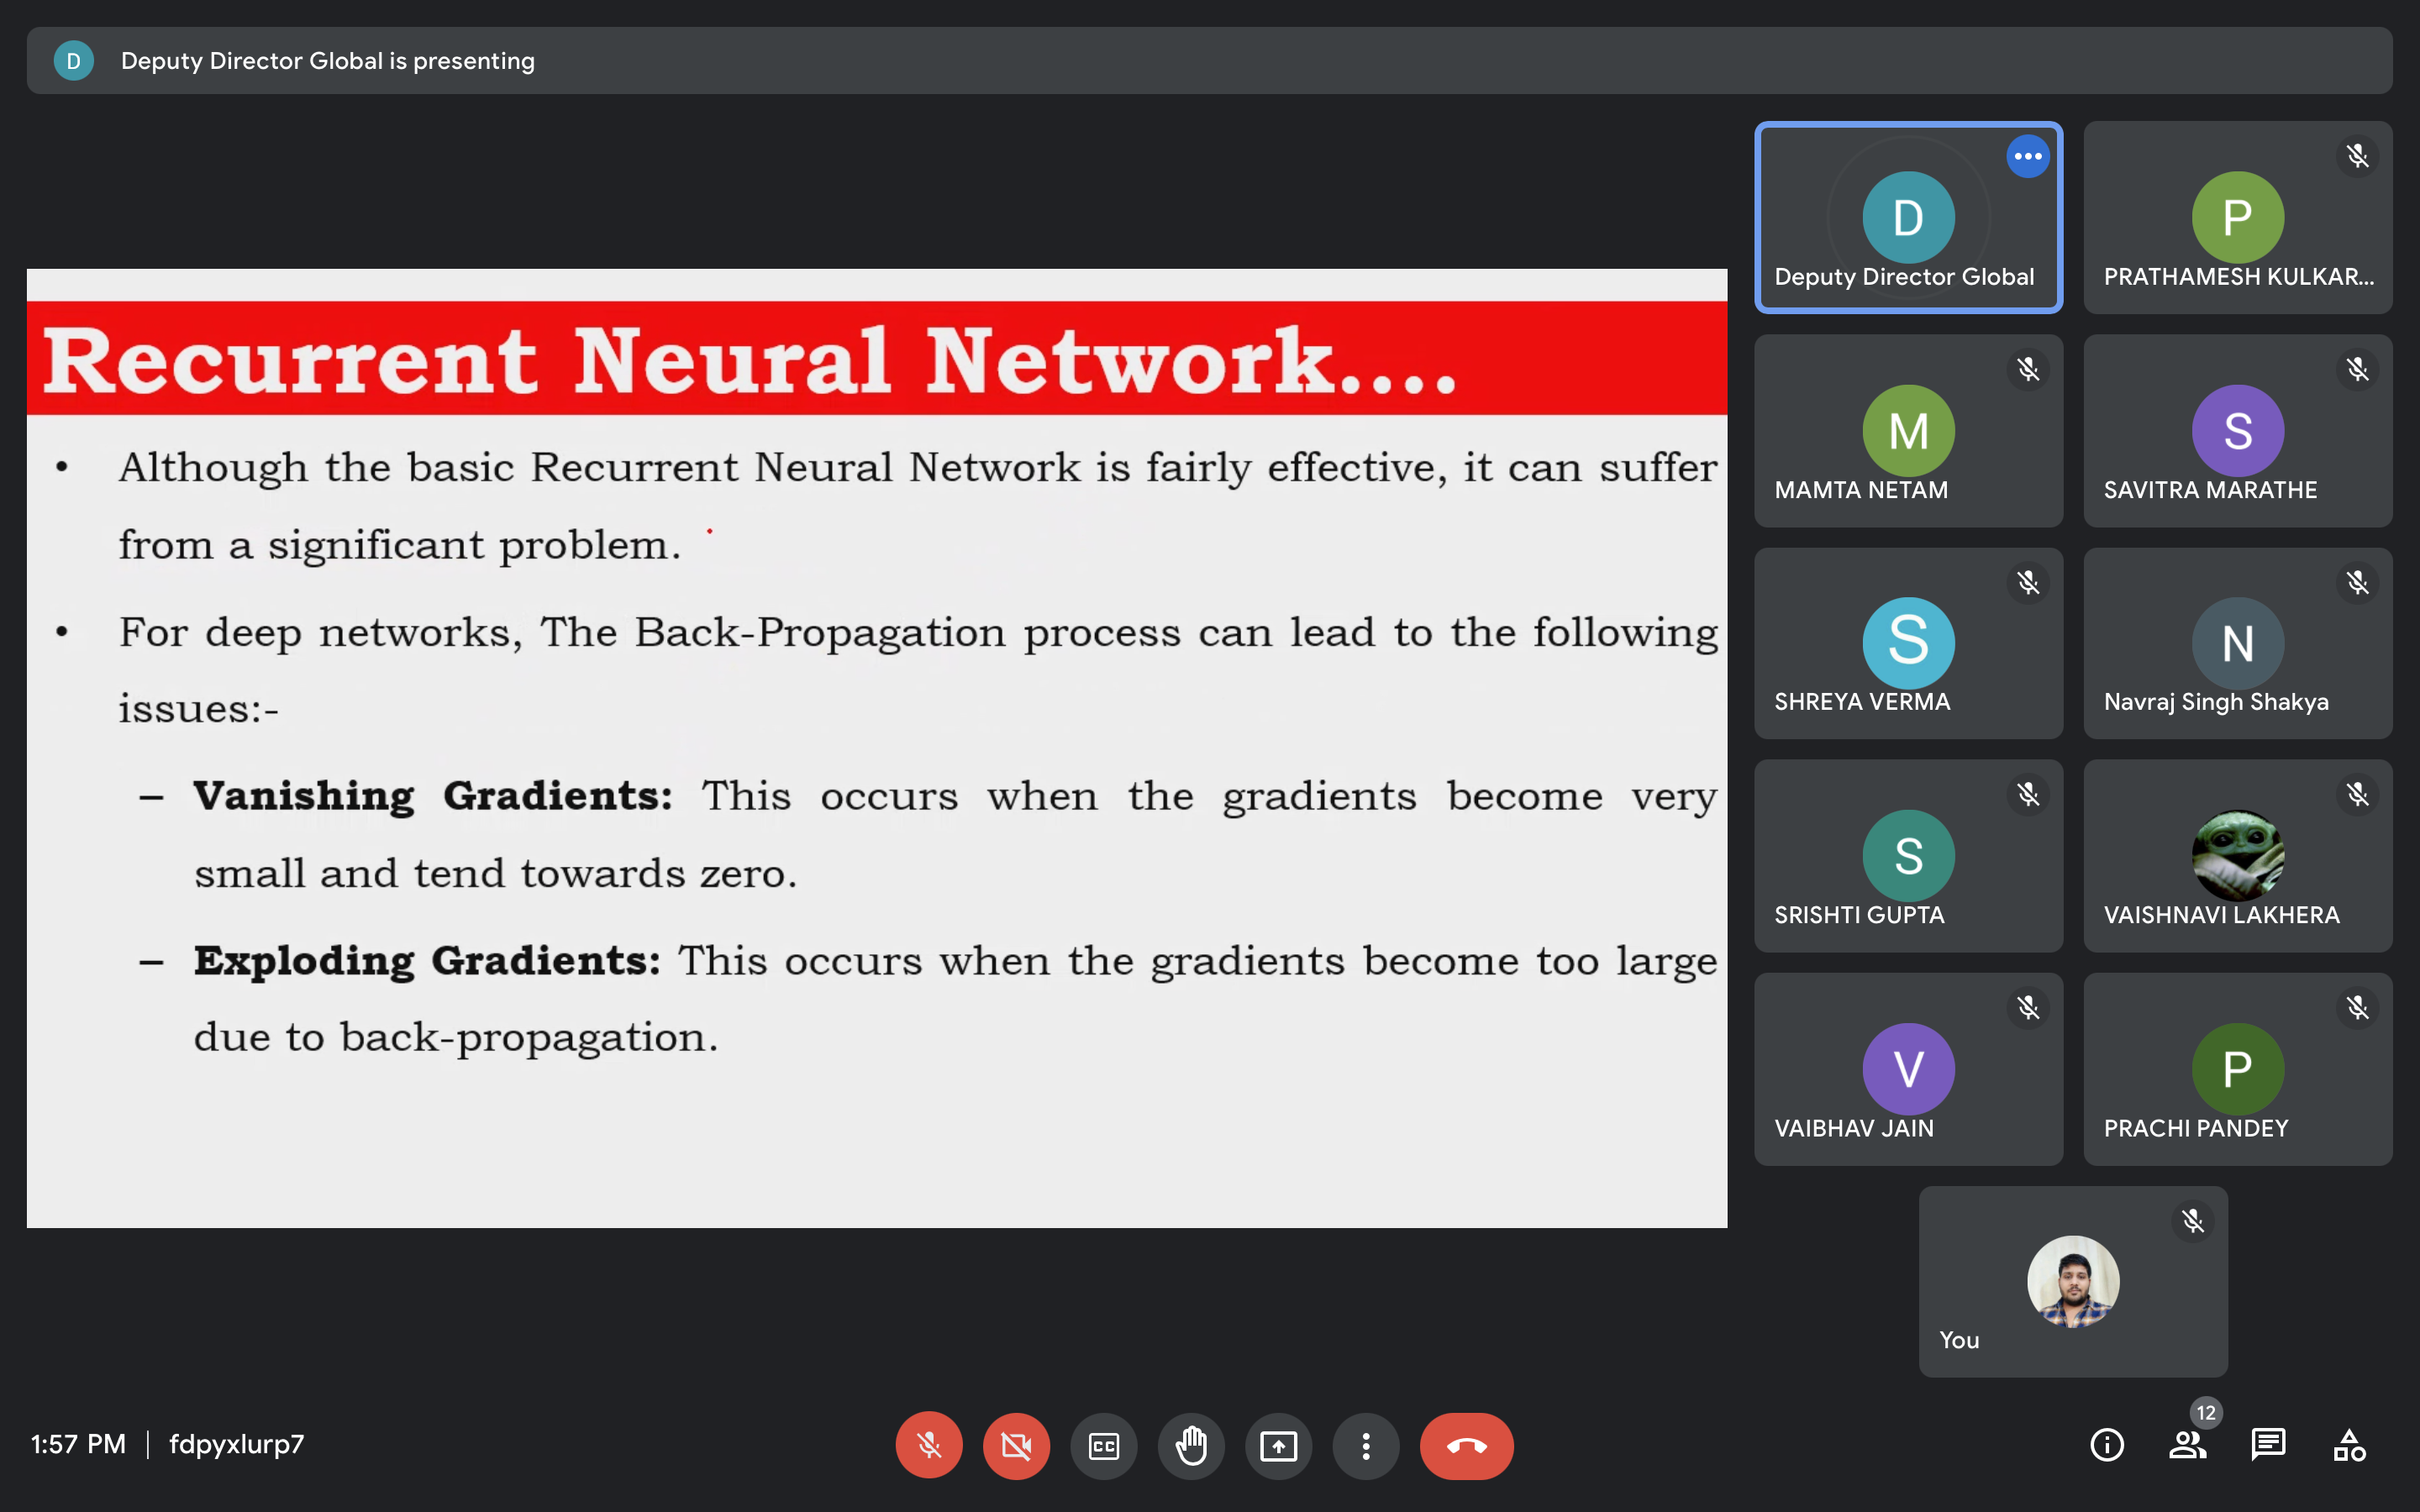 D Deputy Director Global is presenting
Recurrent Neural Network....
• Although the basic Recurrent Neural Network is fairly effective, it can suffer
from a significant problem.
• For deep networks, The Back-Propagation process can lead to the following
issues:-
– Vanishing Gradients: This occurs when the gradients become very
small and tend towards zero.
– Exploding Gradients: This occurs when the gradients become too large
due to back-propagation.
D
Deputy Director Global
P
PRATHAMESH KULKAR...
M
MAMTA NETAM
S
SAVITRA MARATHE
S
SHREYA VERMA
N
Navraj Singh Shakya
S
SRISHTI GUPTA
VAISHNAVI LAKHERA
V
VAIBHAV JAIN
P
PRACHI PANDEY
You
1:57 PM | fdpyxlurp7
CC
12